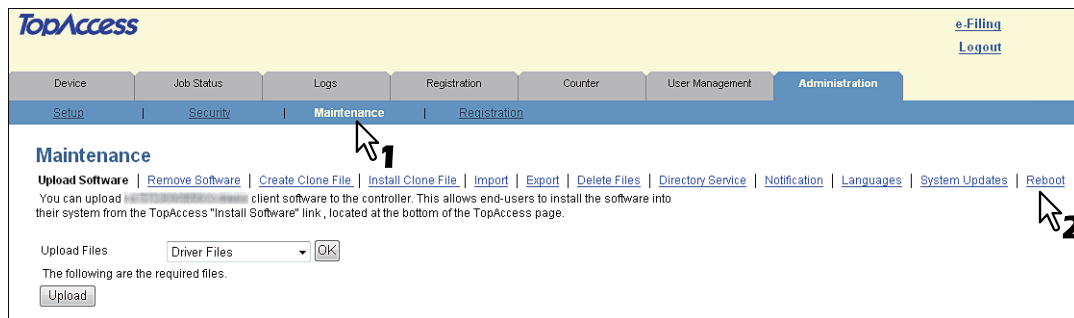 TopAccess
e-Filing
Logout
Device Job Status Logs Registration Counter User Management Administration
Setup | Security | Maintenance | Registration
1
Maintenance
Upload Software | Remove Software | Create Clone File | Install Clone File | Import | Export | Delete Files | Directory Service | Notification | Languages | System Updates | Reboot
2
You can upload client software to the controller. This allows end-users to install the software into
their system from the TopAccess "Install Software" link , located at the bottom of the TopAccess page.
Upload Files Driver Files OK
The following are the required files.
Upload